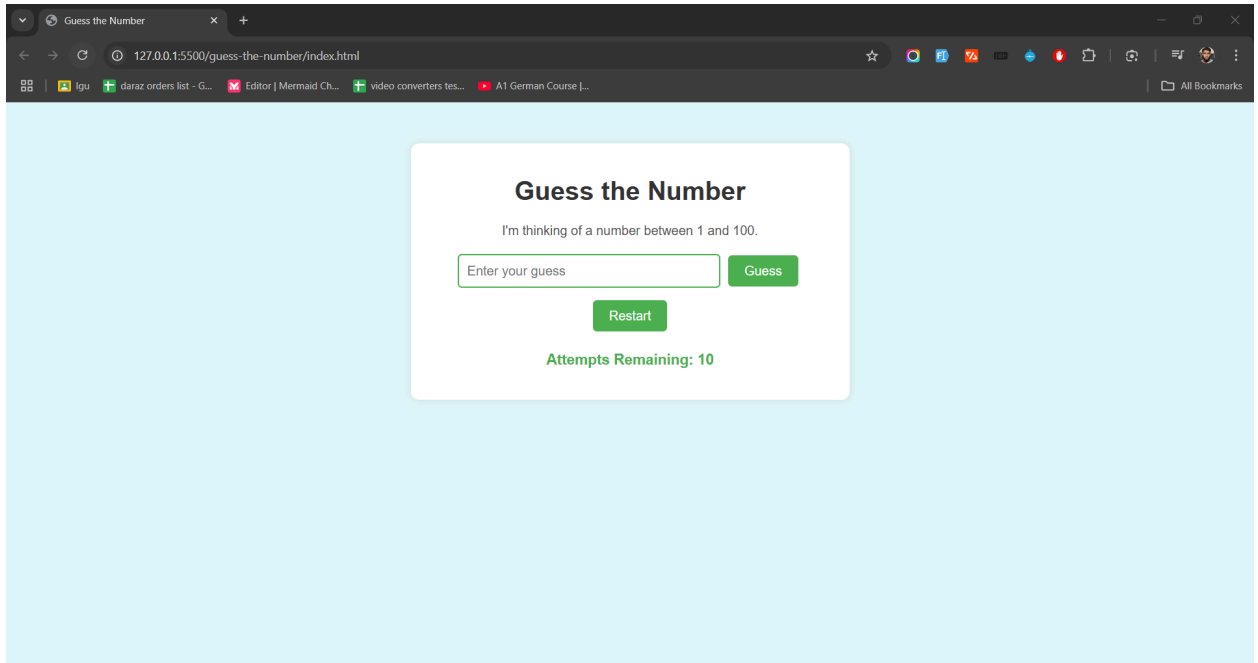 Guess the Number
127.0.0.1:5500/guess-the-number/index.html
Igu daraz orders list - G... Editor | Mermaid Ch... video converters tes... A1 German Course |... All Bookmarks
Guess the Number
I'm thinking of a number between 1 and 100.
Enter your guess Guess
Restart
Attempts Remaining: 10